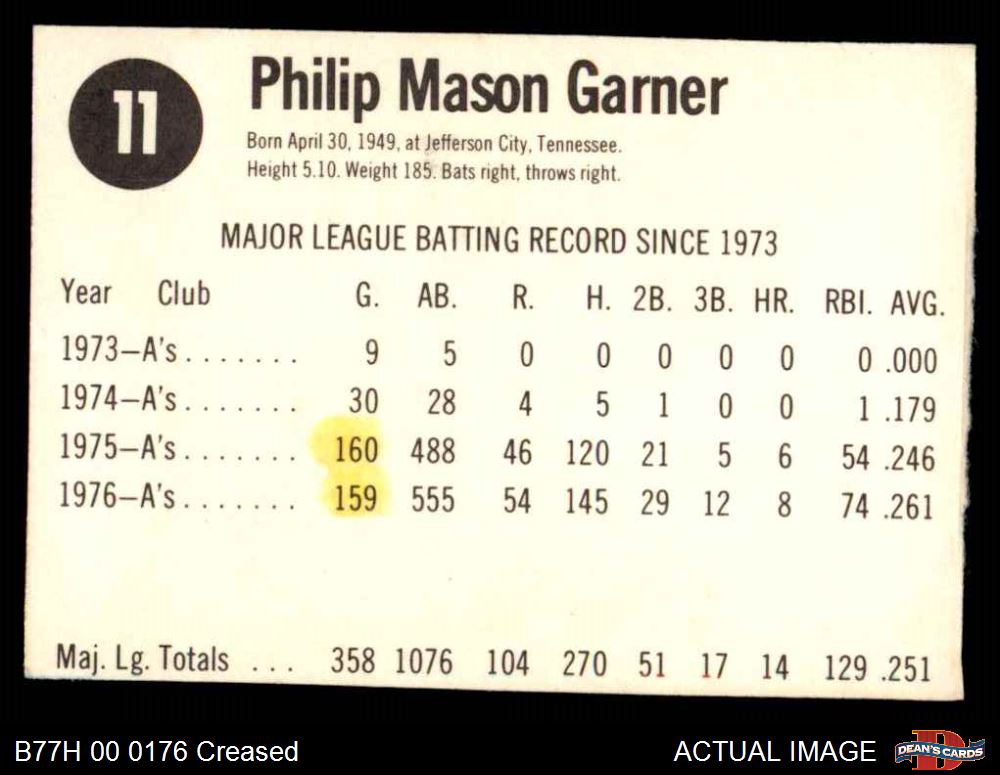 11
Philip Mason Garner
Born April 30, 1949, at Jefferson City, Tennessee.
Height 5.10. Weight 185. Bats right, throws right.
MAJOR LEAGUE BATTING RECORD SINCE 1973
Year Club G. AB. R. H. 2B. 3B. HR. RBI. AVG.
1973—A's....... 9 5 0 0 0 0 0 0 .000
1974—A's....... 30 28 4 5 1 0 0 1 .179
1975—A's....... 160 488 46 120 21 5 6 54 .246
1976—A's....... 159 555 54 145 29 12 8 74 .261
Maj. Lg. Totals ... 358 1076 104 270 51 17 14 129 .251
B77H 00 0176 Creased ACTUAL IMAGE
D
DEAN'S CARDS